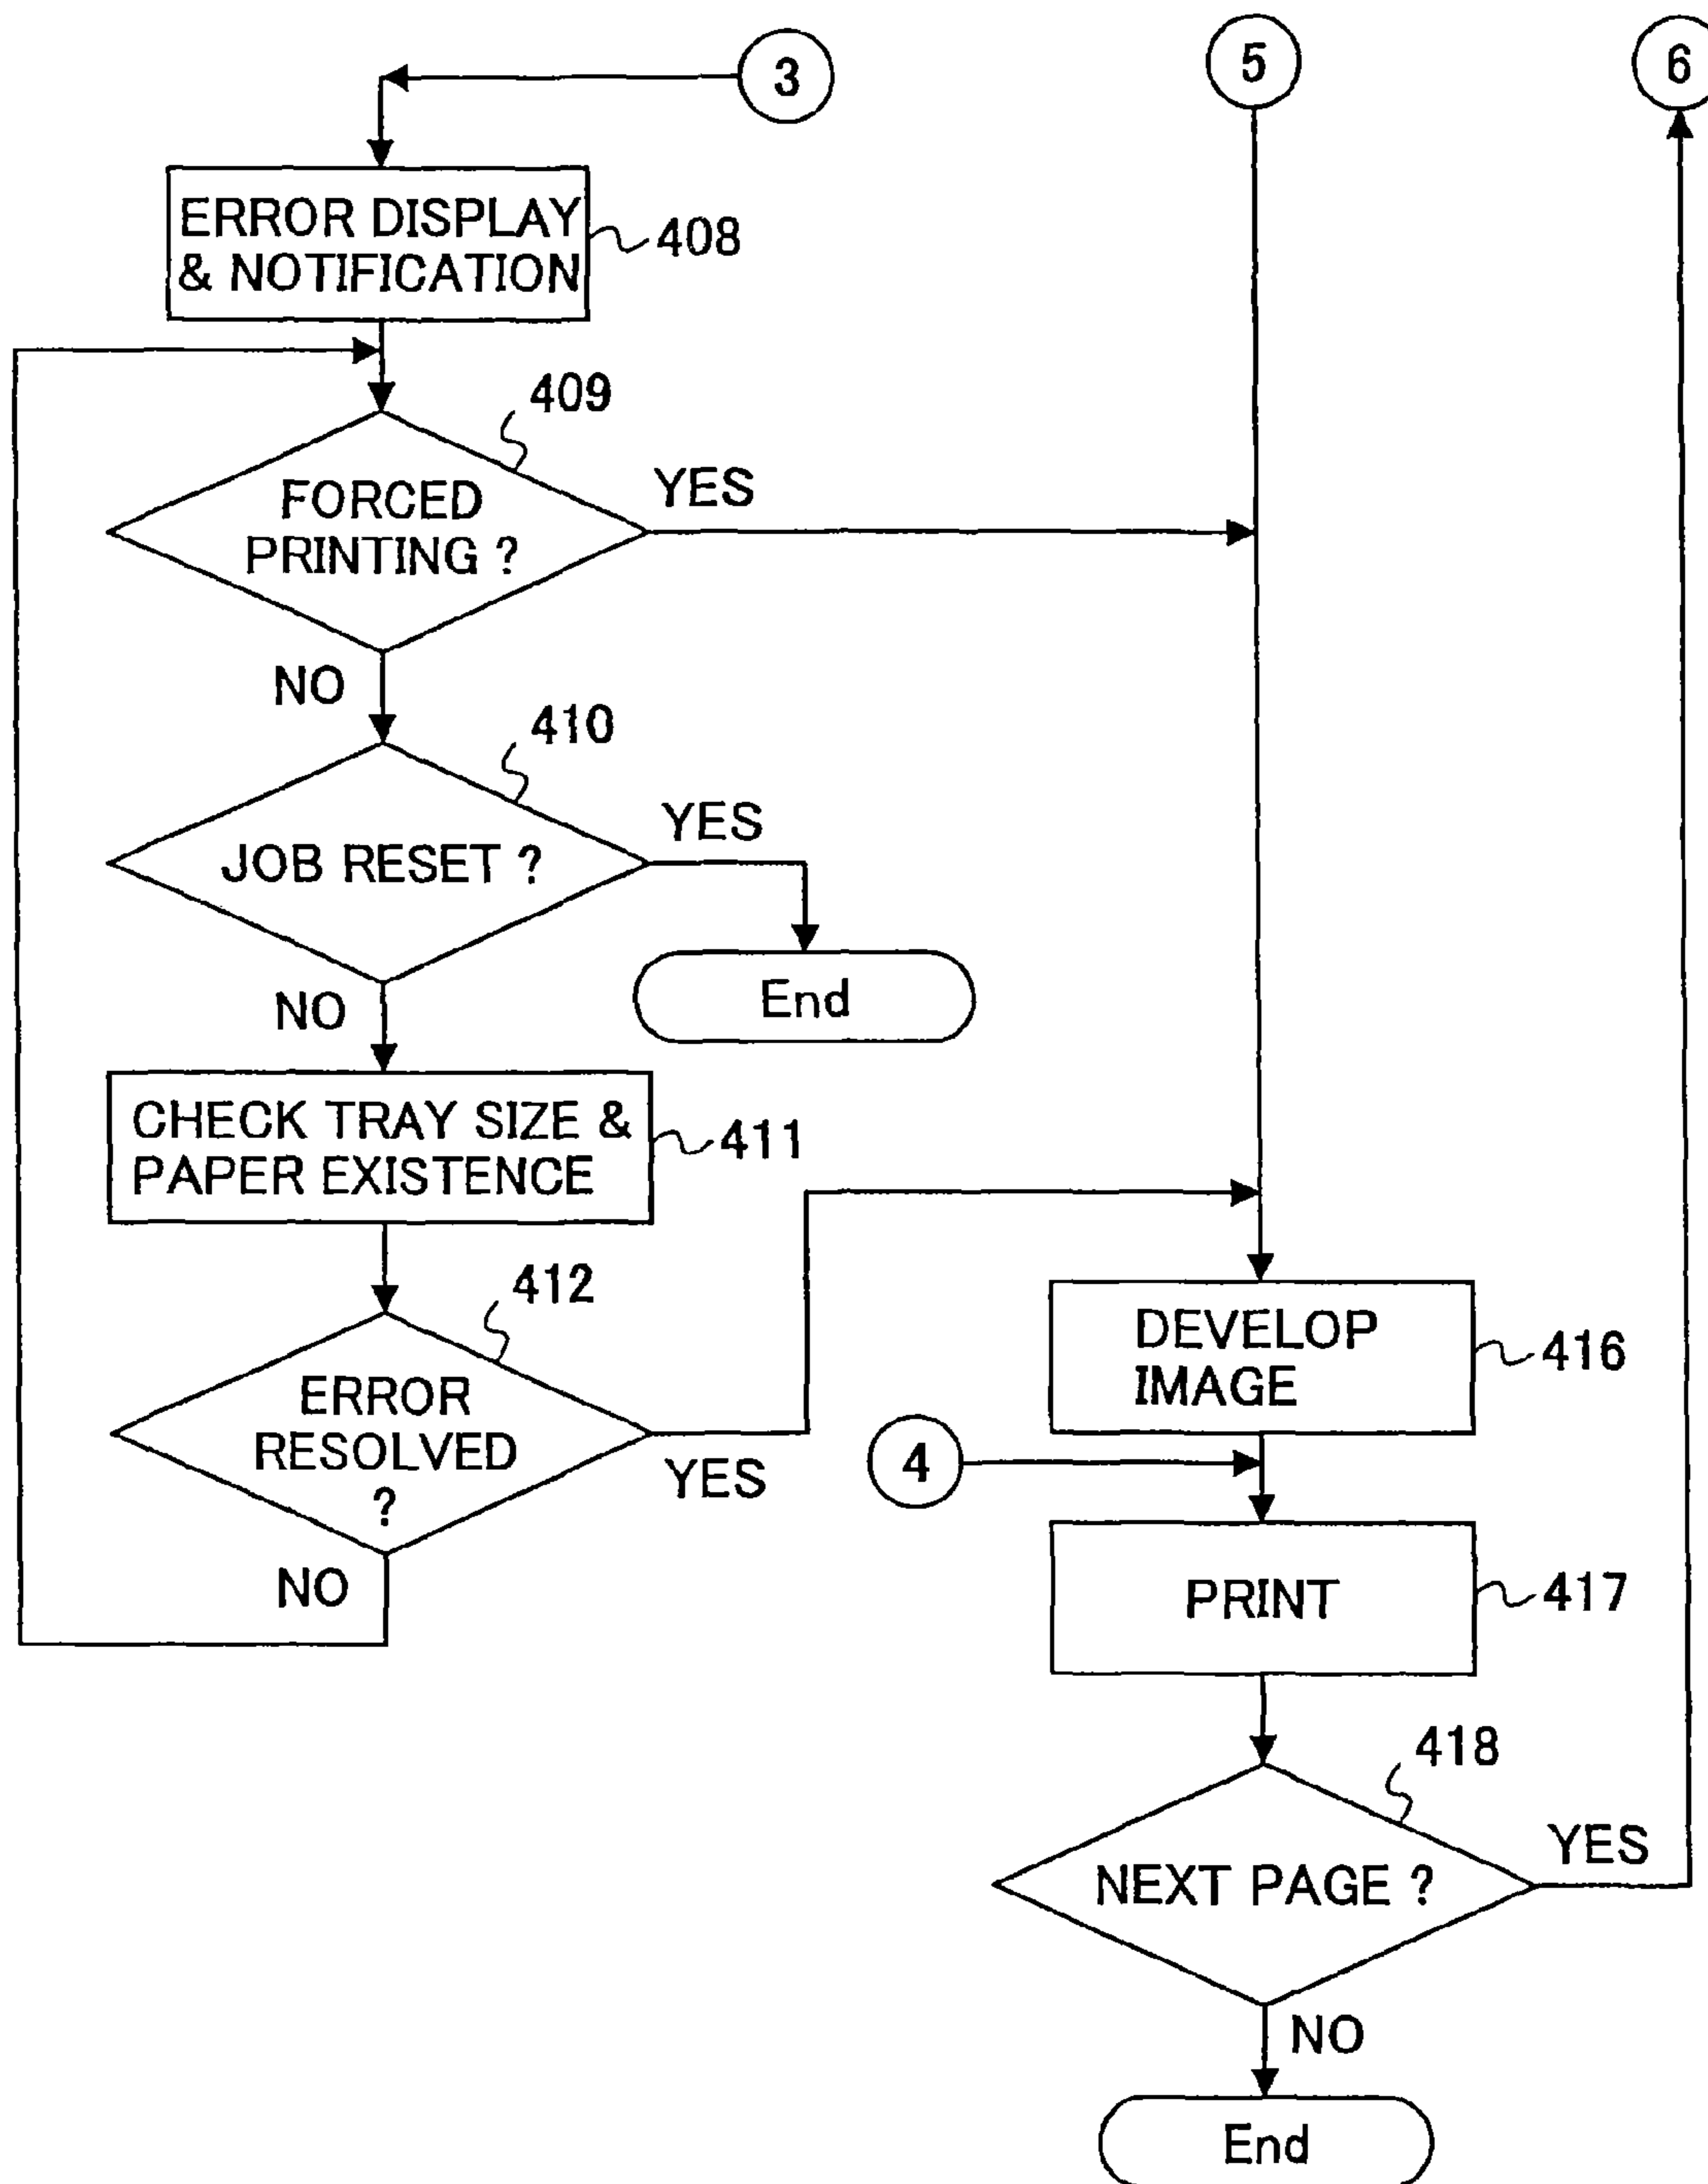 3
5
6
ERROR DISPLAY
& NOTIFICATION
408
409
FORCED
PRINTING ?
YES
NO
410
JOB RESET ?
YES
End
NO
CHECK TRAY SIZE &
PAPER EXISTENCE
411
412
ERROR
RESOLVED
?
YES
NO
DEVELOP
IMAGE
416
4
PRINT
417
418
NEXT PAGE ?
YES
NO
End